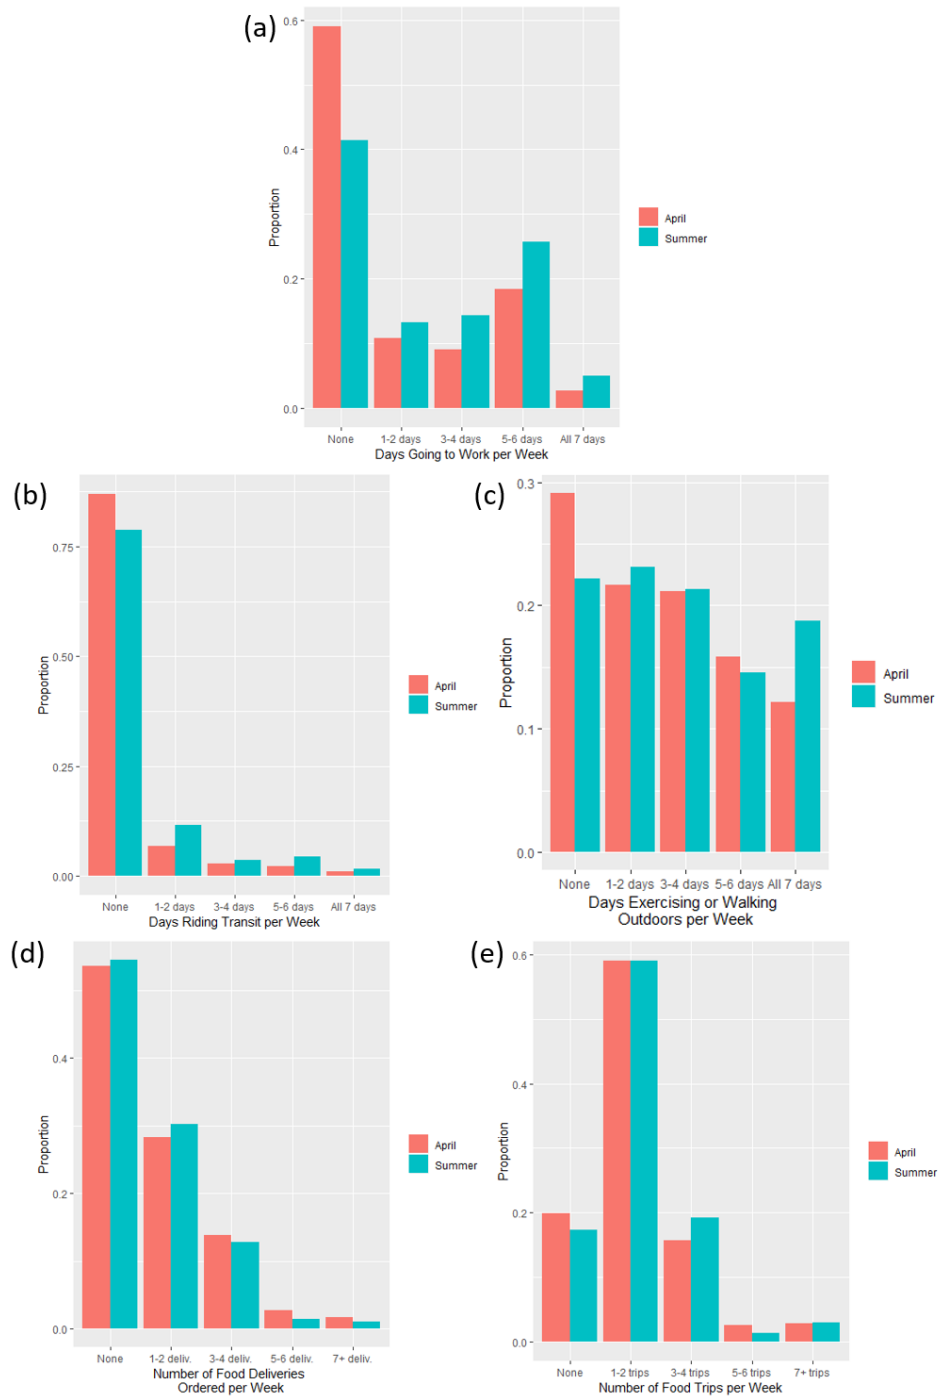 (a)
0.6
0.4
0.2
0.0
Proportion
None 1-2 days 3-4 days 5-6 days All 7 days
Days Going to Work per Week
April
Summer
(b)
0.75
0.50
0.25
0.00
Proportion
None 1-2 days 3-4 days 5-6 days All 7 days
Days Riding Transit per Week
April
Summer
(c)
0.3
0.2
0.1
0.0
Proportion
None 1-2 days 3-4 days 5-6 days All 7 days
Days Exercising or Walking
Outdoors per Week
April
Summer
(d)
0.4
0.2
0.0
Proportion
None 1-2 deliv. 3-4 deliv. 5-6 deliv. 7+ deliv.
Number of Food Deliveries
Ordered per Week
April
Summer
(e)
0.6
0.4
0.2
0.0
Proportion
None 1-2 trips 3-4 trips 5-6 trips 7+ trips
Number of Food Trips per Week
April
Summer